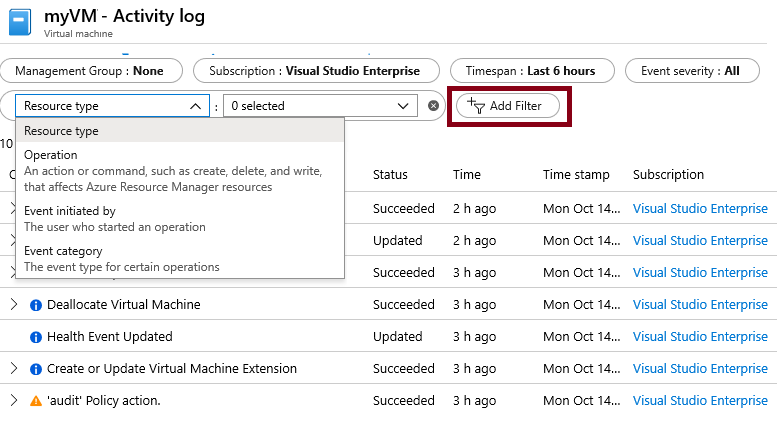 myVM - Activity log
Virtual machine
Management Group : None
Subscription : Visual Studio Enterprise
Timespan : Last 6 hours
Event severity : All
Resource type
:
0 selected
Add Filter
Resource type
Operation
An action or command, such as create, delete, and write,
that affects Azure Resource Manager resources
Event initiated by
The user who started an operation
Event category
The event type for certain operations
10
Status Time Time stamp Subscription
Succeeded 2 h ago Mon Oct 14... Visual Studio Enterprise
Updated 2 h ago Mon Oct 14... Visual Studio Enterprise
Succeeded 3 h ago Mon Oct 14... Visual Studio Enterprise
Deallocate Virtual Machine Succeeded 3 h ago Mon Oct 14... Visual Studio Enterprise
Health Event Updated Updated 3 h ago Mon Oct 14... Visual Studio Enterprise
Create or Update Virtual Machine Extension Succeeded 3 h ago Mon Oct 14... Visual Studio Enterprise
'audit' Policy action. Succeeded 3 h ago Mon Oct 14... Visual Studio Enterprise